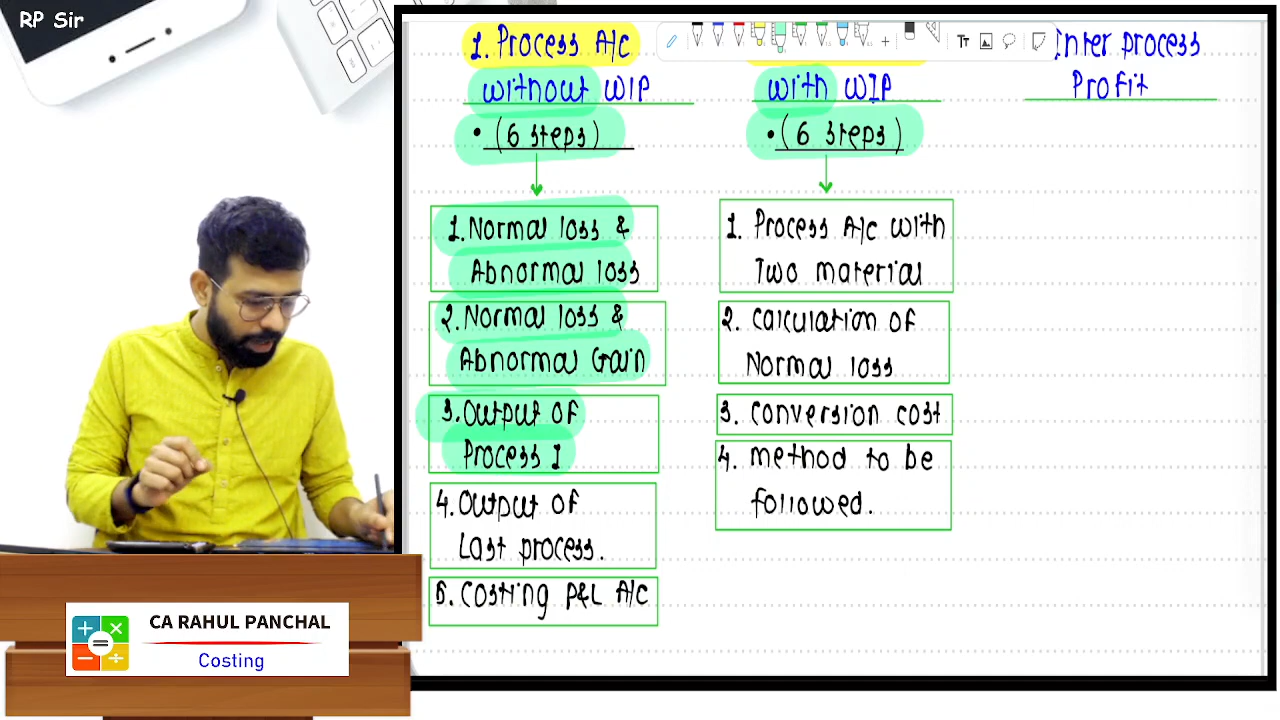 RP Sir
1. Process A/c
without WIP
• (6 steps)
1. Normal loss &
Abnormal loss
2. Normal loss &
Abnormal Gain
3. Output of
Process I
4. Output of
Last process.
5. Costing P&L A/c
with WIP
• (6 steps)
1. Process A/c with
Two material
2. Calculation of
Normal loss
3. Conversion cost
4. method to be
followed.
Inter process
Profit
CA RAHUL PANCHAL
Costing